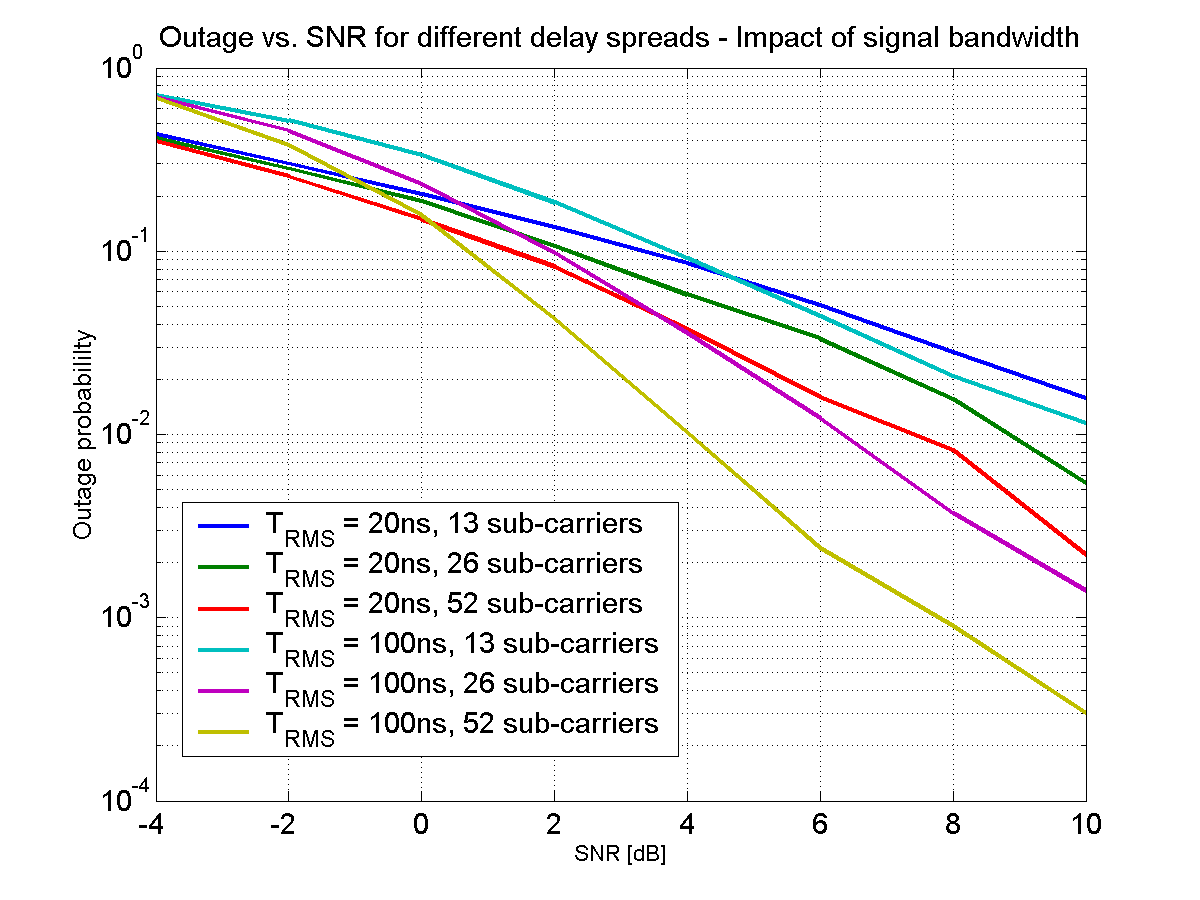 Outage vs. SNR for different delay spreads - Impact of signal bandwidth
10^0
10^-1
10^-2
10^-3
10^-4
Outage probabililty
T_RMS = 20ns, 13 sub-carriers
T_RMS = 20ns, 26 sub-carriers
T_RMS = 20ns, 52 sub-carriers
T_RMS = 100ns, 13 sub-carriers
T_RMS = 100ns, 26 sub-carriers
T_RMS = 100ns, 52 sub-carriers
-4 -2 0 2 4 6 8 10
SNR [dB]